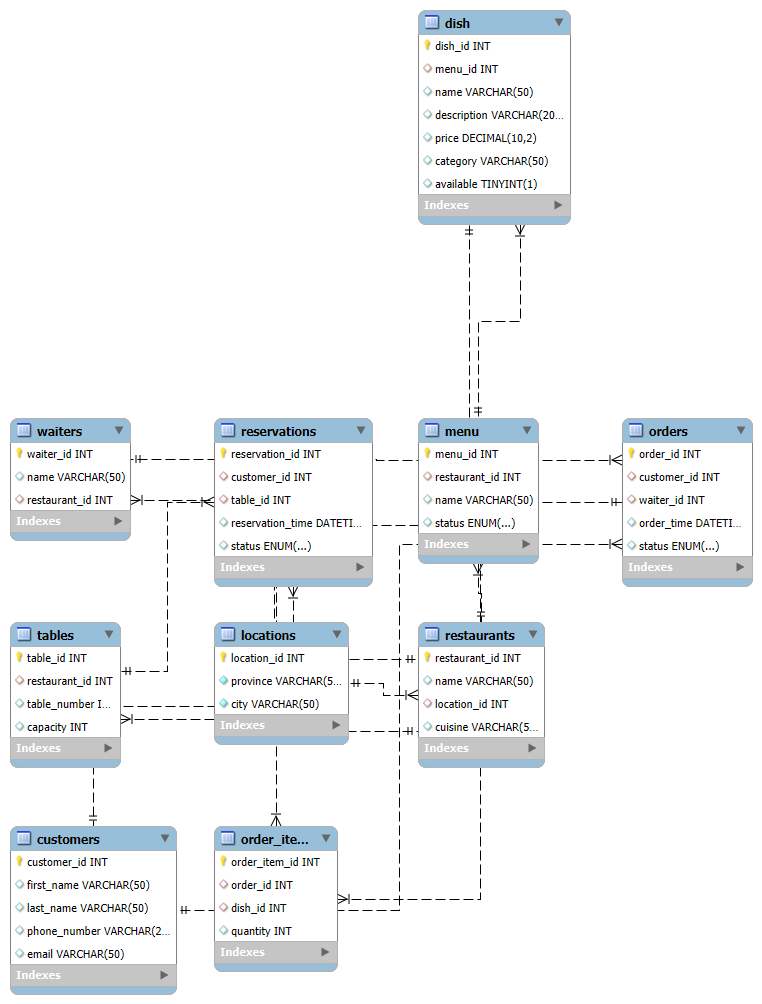 dish
dish_id INT
menu_id INT
name VARCHAR(50)
description VARCHAR(20...
price DECIMAL(10,2)
category VARCHAR(50)
available TINYINT(1)
Indexes
waiters
waiter_id INT
name VARCHAR(50)
restaurant_id INT
Indexes
reservations
reservation_id INT
customer_id INT
table_id INT
reservation_time DATETI...
status ENUM(...)
Indexes
menu
menu_id INT
restaurant_id INT
name VARCHAR(50)
status ENUM(...)
Indexes
orders
order_id INT
customer_id INT
waiter_id INT
order_time DATETI...
status ENUM(...)
Indexes
tables
table_id INT
restaurant_id INT
table_number I...
capacity INT
Indexes
locations
location_id INT
province VARCHAR(5...
city VARCHAR(50)
Indexes
restaurants
restaurant_id INT
name VARCHAR(50)
location_id INT
cuisine VARCHAR(5...
Indexes
customers
customer_id INT
first_name VARCHAR(50)
last_name VARCHAR(50)
phone_number VARCHAR(2...
email VARCHAR(50)
Indexes
order_ite...
order_item_id INT
order_id INT
dish_id INT
quantity INT
Indexes